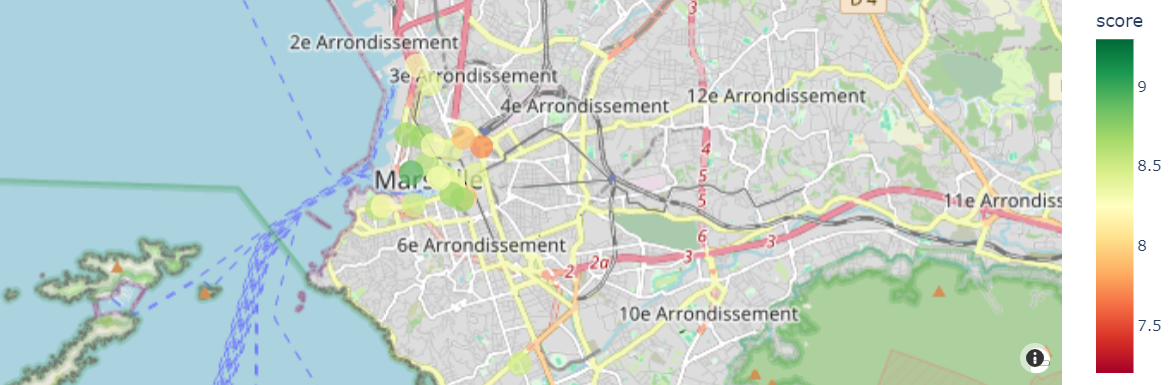 score
D 4
3
2e Arrondissement
3e Arrondissement
12e Arrondissement
9
4e Arrondissement
4
8.5
5
Marseille
5
11e Arrondiss
6
3
8
6e Arrondissement
2a
3
2
10e Arrondissement
7.5